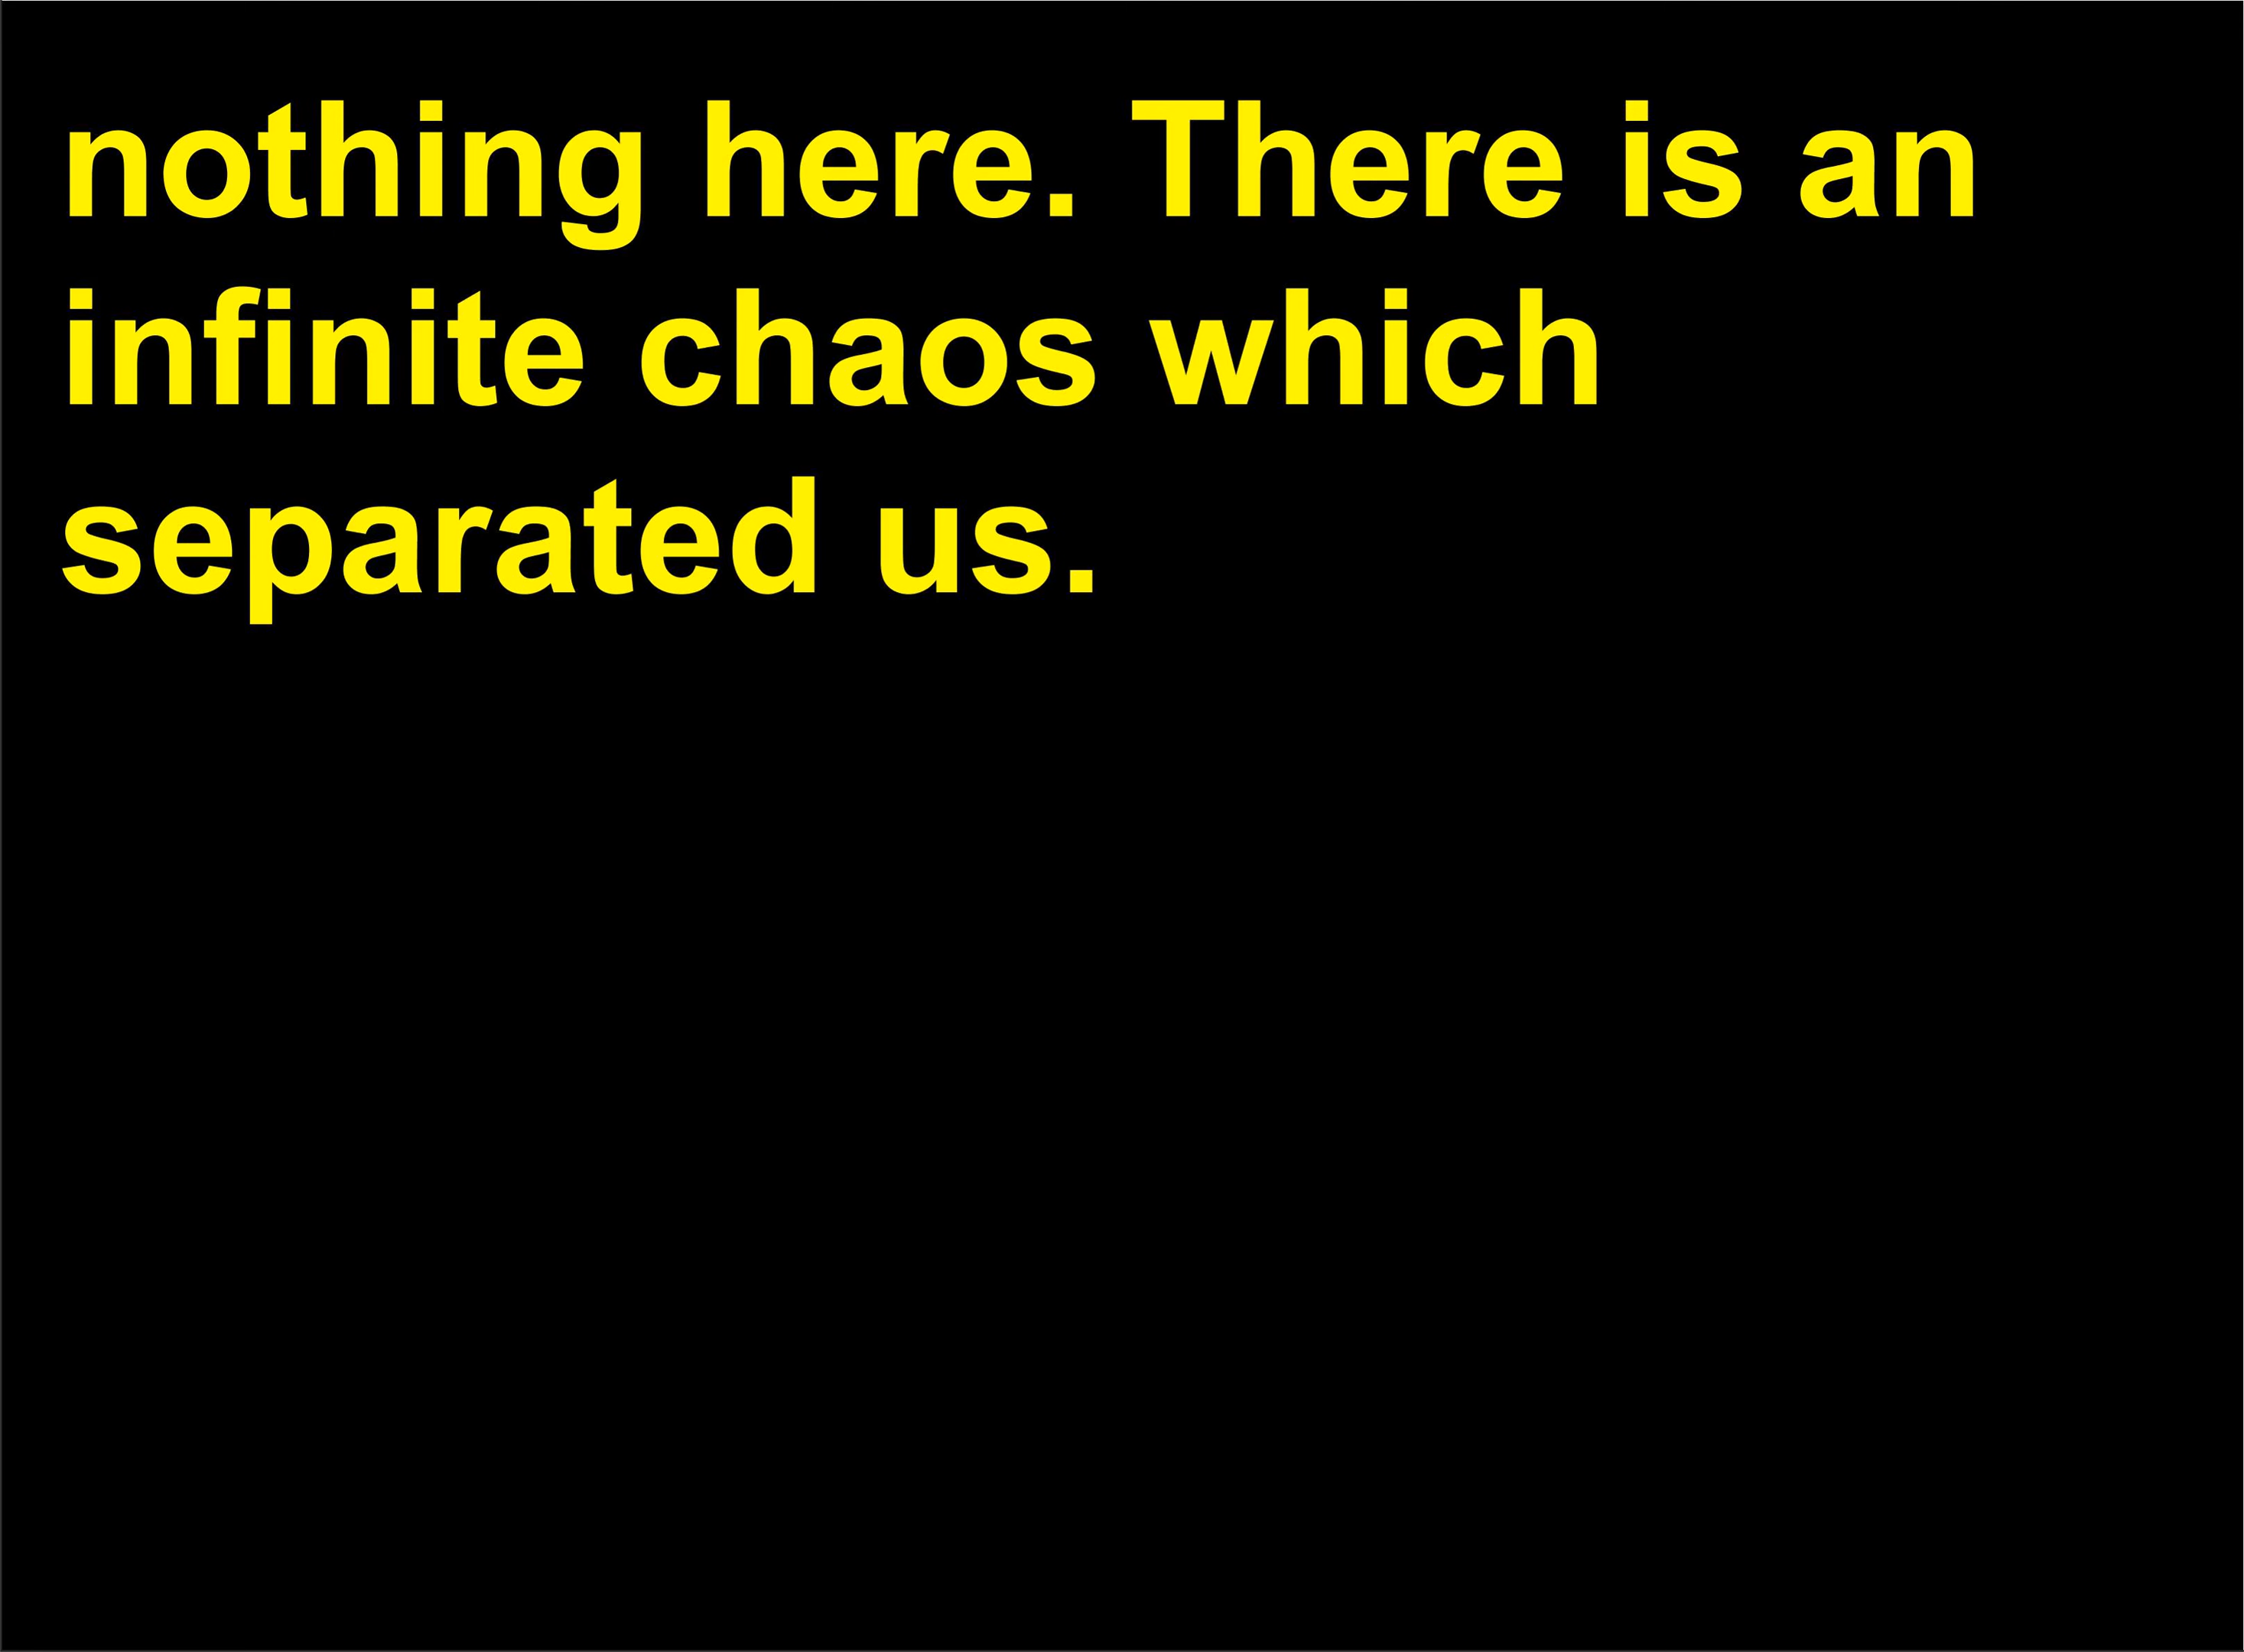 nothing here. There is an
infinite chaos which
separated us.